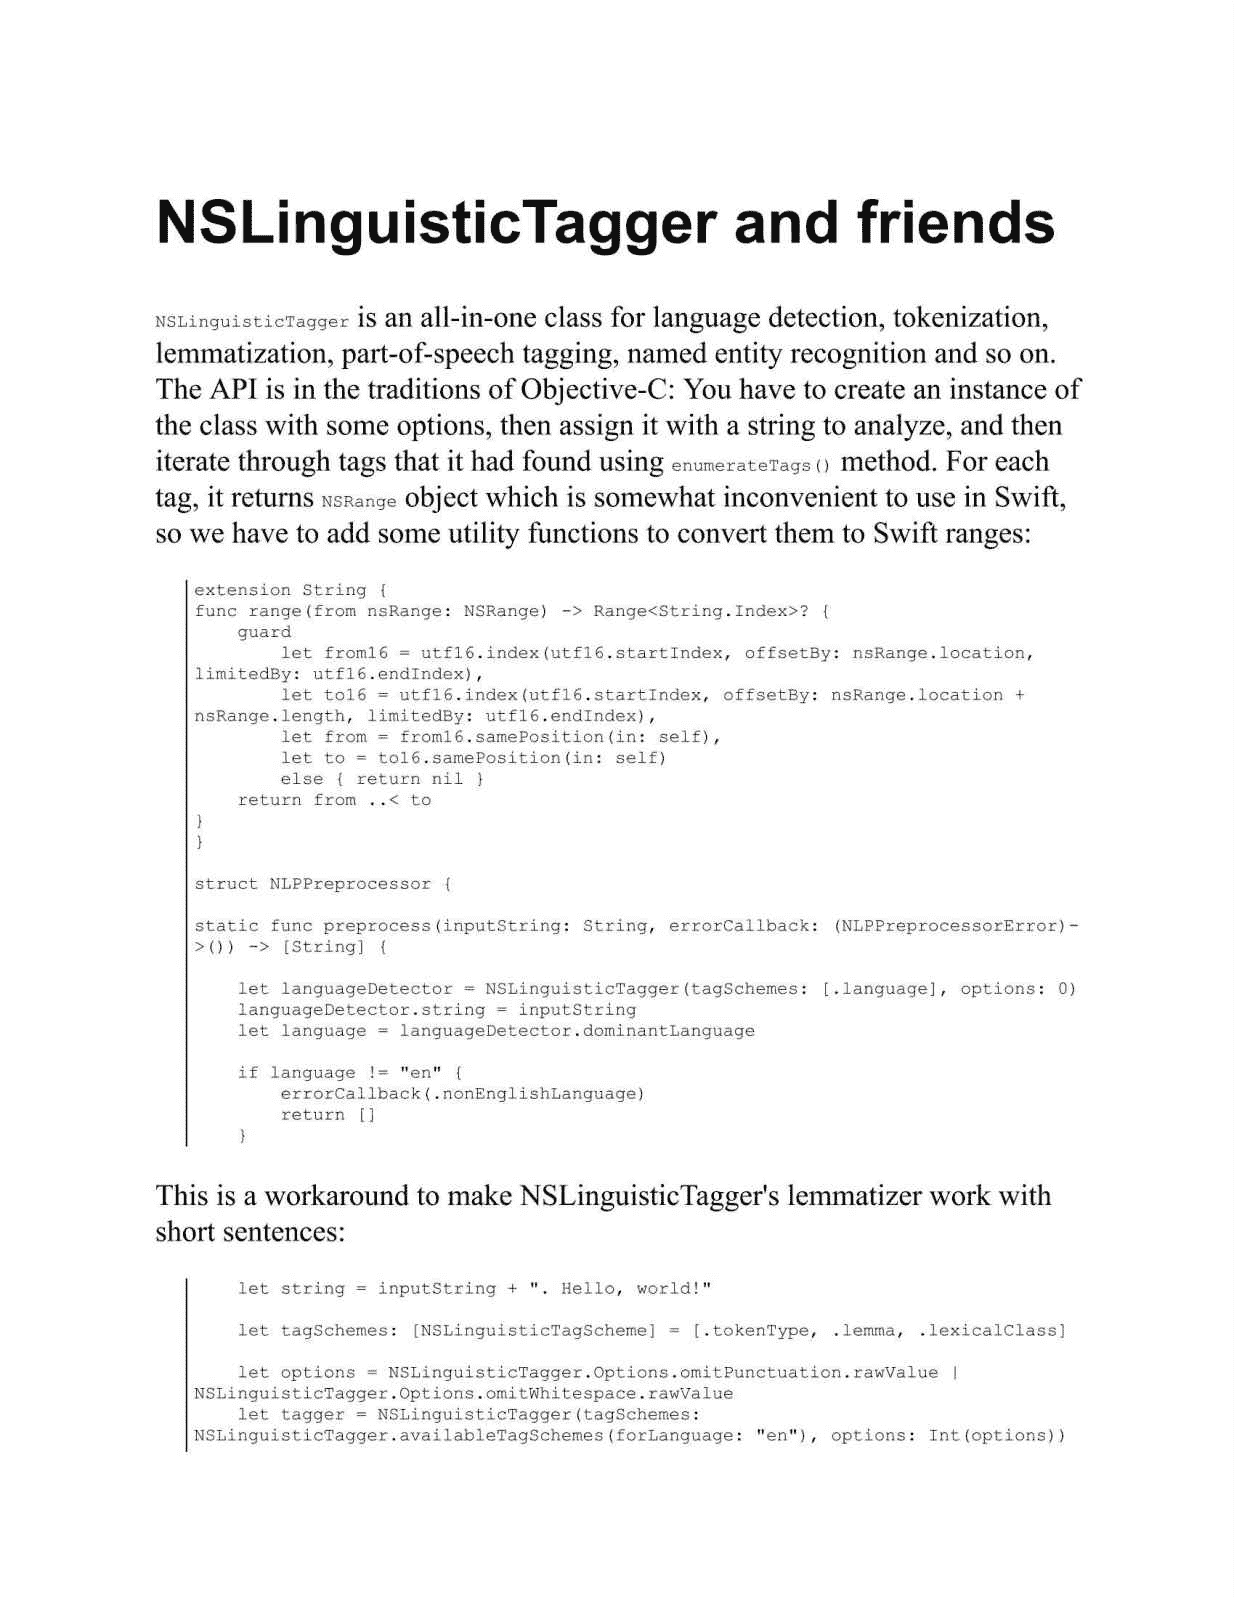 NSLinguisticTagger and friends
NSLinguisticTagger is an all-in-one class for language detection, tokenization,
lemmatization, part-of-speech tagging, named entity recognition and so on.
The API is in the traditions of Objective-C: You have to create an instance of
the class with some options, then assign it with a string to analyze, and then
iterate through tags that it had found using enumerateTags() method. For each
tag, it returns NSRange object which is somewhat inconvenient to use in Swift,
so we have to add some utility functions to convert them to Swift ranges:
extension String {
func range(from nsRange: NSRange) -> Range<String.Index>? {
    guard
        let from16 = utf16.index(utf16.startIndex, offsetBy: nsRange.location,
limitedBy: utf16.endIndex),
        let to16 = utf16.index(utf16.startIndex, offsetBy: nsRange.location +
nsRange.length, limitedBy: utf16.endIndex),
        let from = from16.samePosition(in: self),
        let to = to16.samePosition(in: self)
        else { return nil }
    return from ..< to
}
}
struct NLPPreprocessor {
static func preprocess(inputString: String, errorCallback: (NLPPreprocessorError)-
>()) -> [String] {
    let languageDetector = NSLinguisticTagger(tagSchemes: [.language], options: 0)
    languageDetector.string = inputString
    let language = languageDetector.dominantLanguage
    if language != "en" {
        errorCallback(.nonEnglishLanguage)
        return []
    }
This is a workaround to make NSLinguisticTagger's lemmatizer work with
short sentences:
    let string = inputString + ". Hello, world!"
    let tagSchemes: [NSLinguisticTagScheme] = [.tokenType, .lemma, .lexicalClass]
    let options = NSLinguisticTagger.Options.omitPunctuation.rawValue |
NSLinguisticTagger.Options.omitWhitespace.rawValue
    let tagger = NSLinguisticTagger(tagSchemes:
NSLinguisticTagger.availableTagSchemes(forLanguage: "en"), options: Int(options))